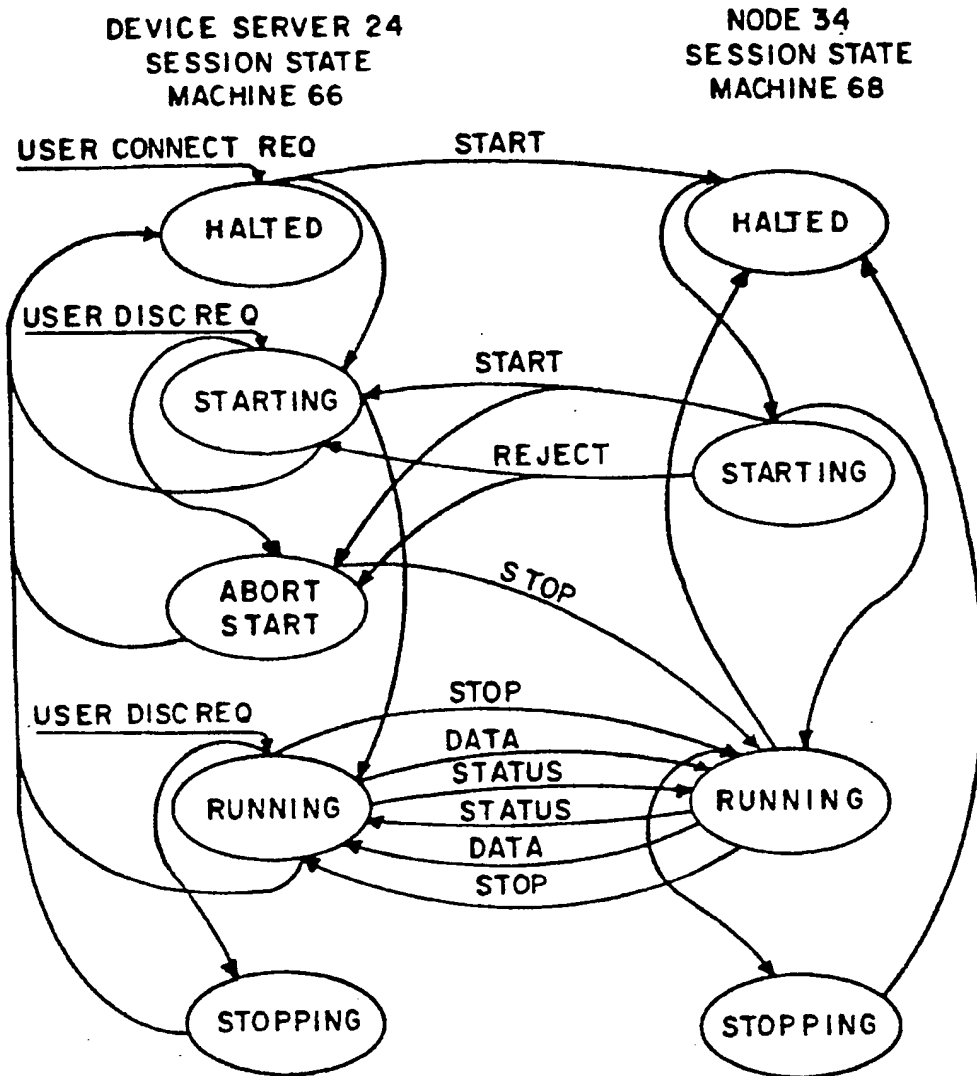 DEVICE SERVER 24
SESSION STATE
MACHINE 66
NODE 34
SESSION STATE
MACHINE 68
USER CONNECT REQ
START
HALTED
HALTED
USER DISC REQ
START
STARTING
REJECT
STARTING
ABORT
START
STOP
USER DISC REQ
STOP
DATA
STATUS
RUNNING
STATUS
RUNNING
DATA
STOP
STOPPING
STOPPING